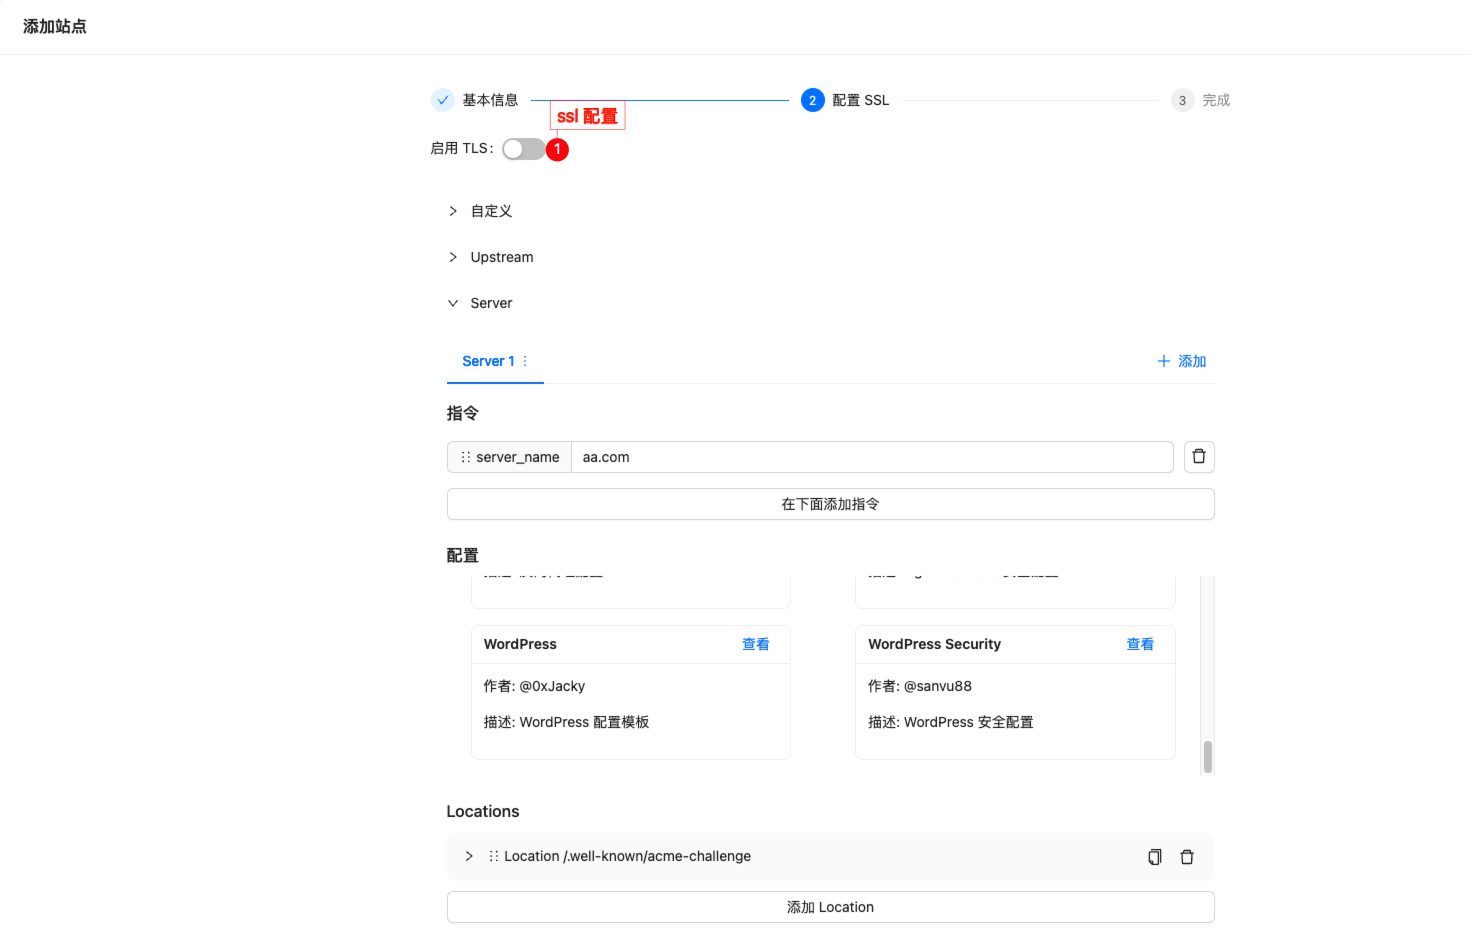 添加站点
基本信息
2 配置 SSL
3 完成
ssl 配置
启用 TLS:
1
自定义
Upstream
Server
Server 1
添加
指令
server_name aa.com
在下面添加指令
配置
WordPress 查看
WordPress Security 查看
作者: @0xJacky
作者: @sanvu88
描述: WordPress 配置模板
描述: WordPress 安全配置
Locations
Location /.well-known/acme-challenge
添加 Location